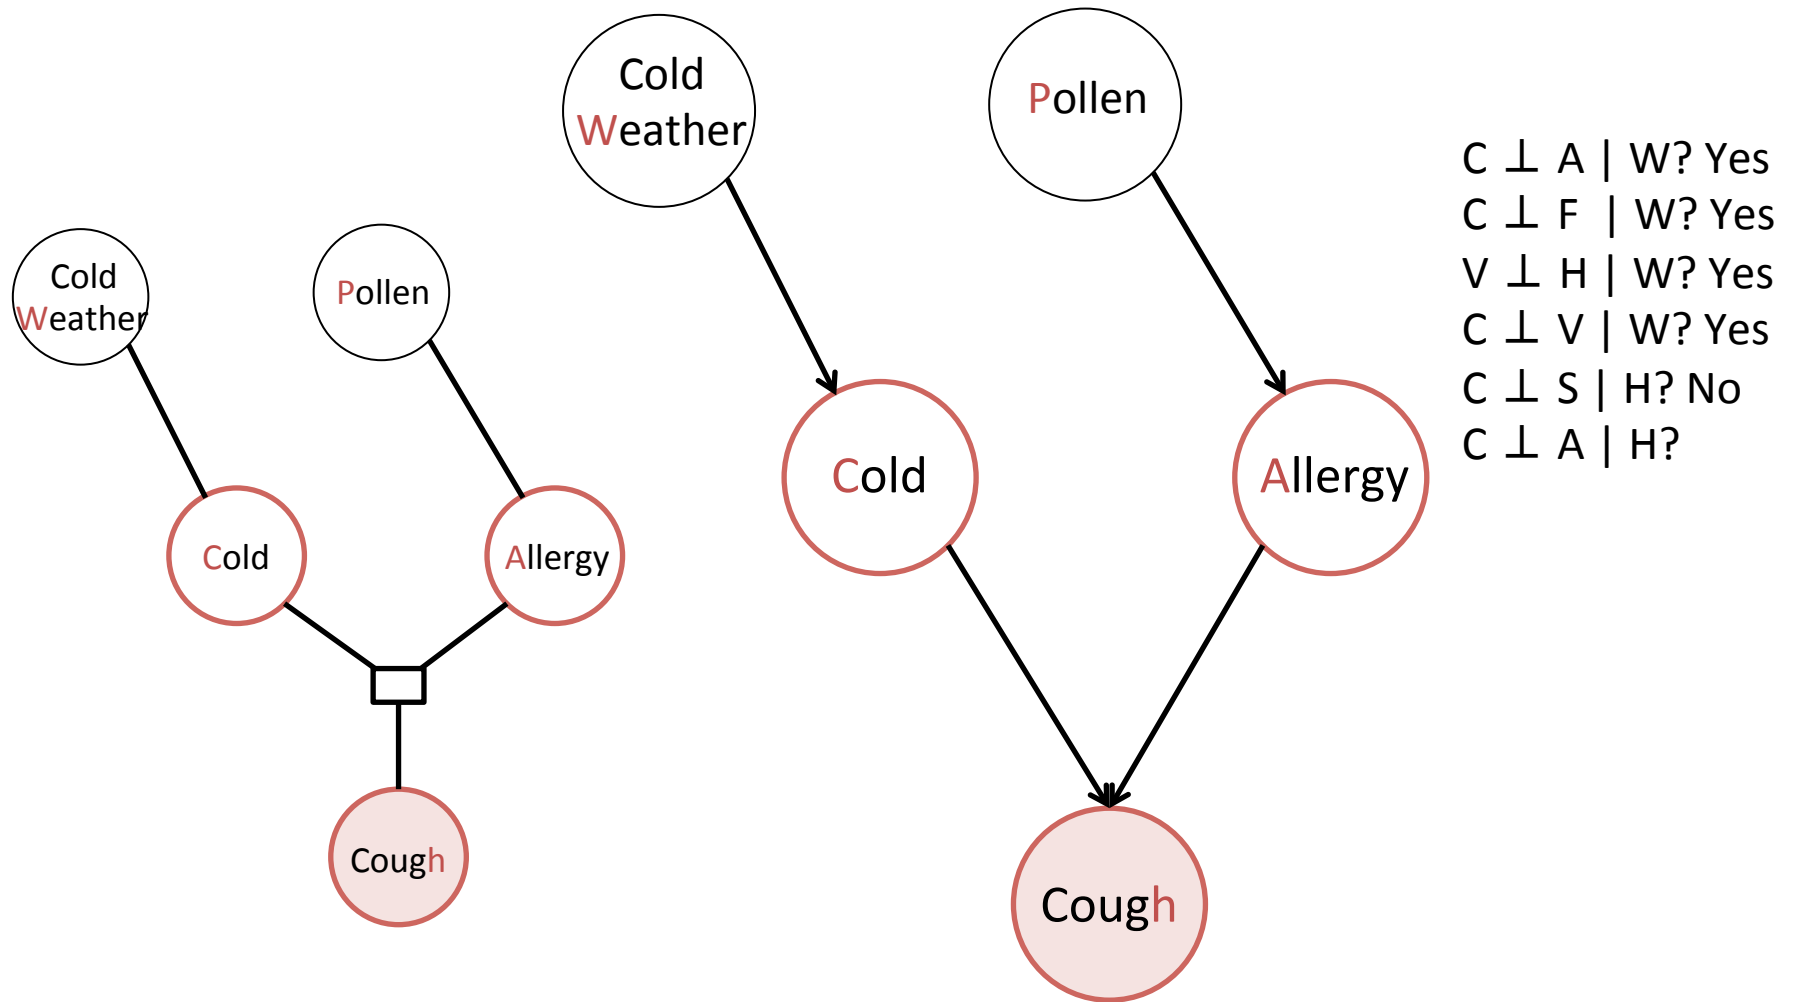 Cold
Weather
Pollen
Cold
Allergy
Cough
Cold
Weather
Pollen
Cold
Allergy
Cough
C ⊥ A | W? Yes
C ⊥ F | W? Yes
V ⊥ H | W? Yes
C ⊥ V | W? Yes
C ⊥ S | H? No
C ⊥ A | H?